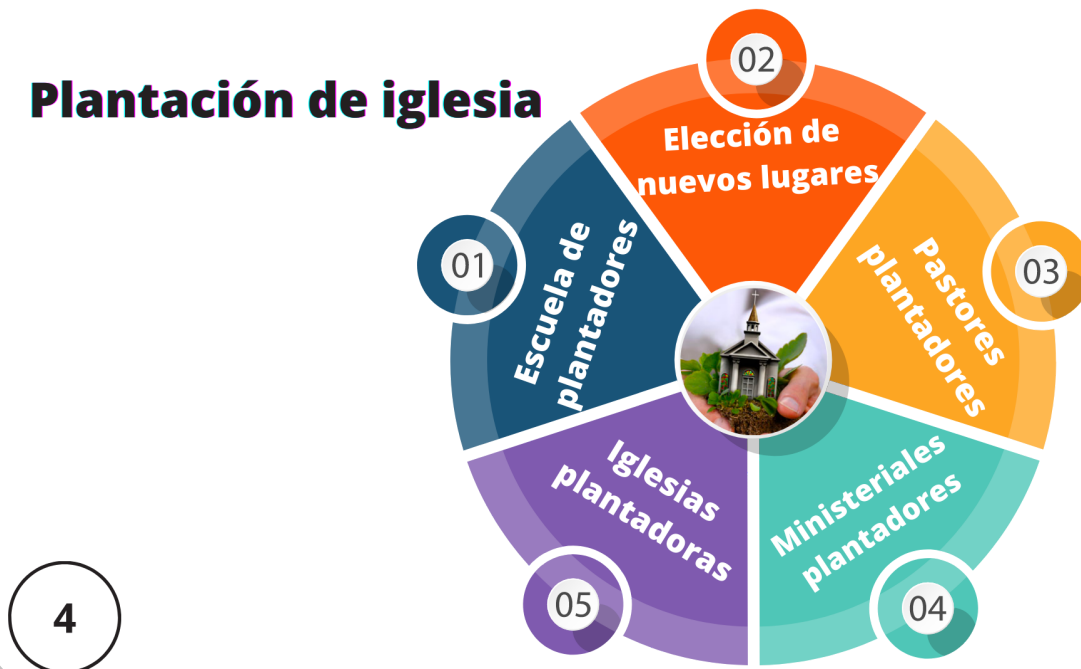 Plantación de iglesia
01
Escuela de
plantadores
02
Elección de
nuevos lugares
03
Pastores
plantadores
04
Ministeriales
plantadores
05
Iglesias
plantadoras
4